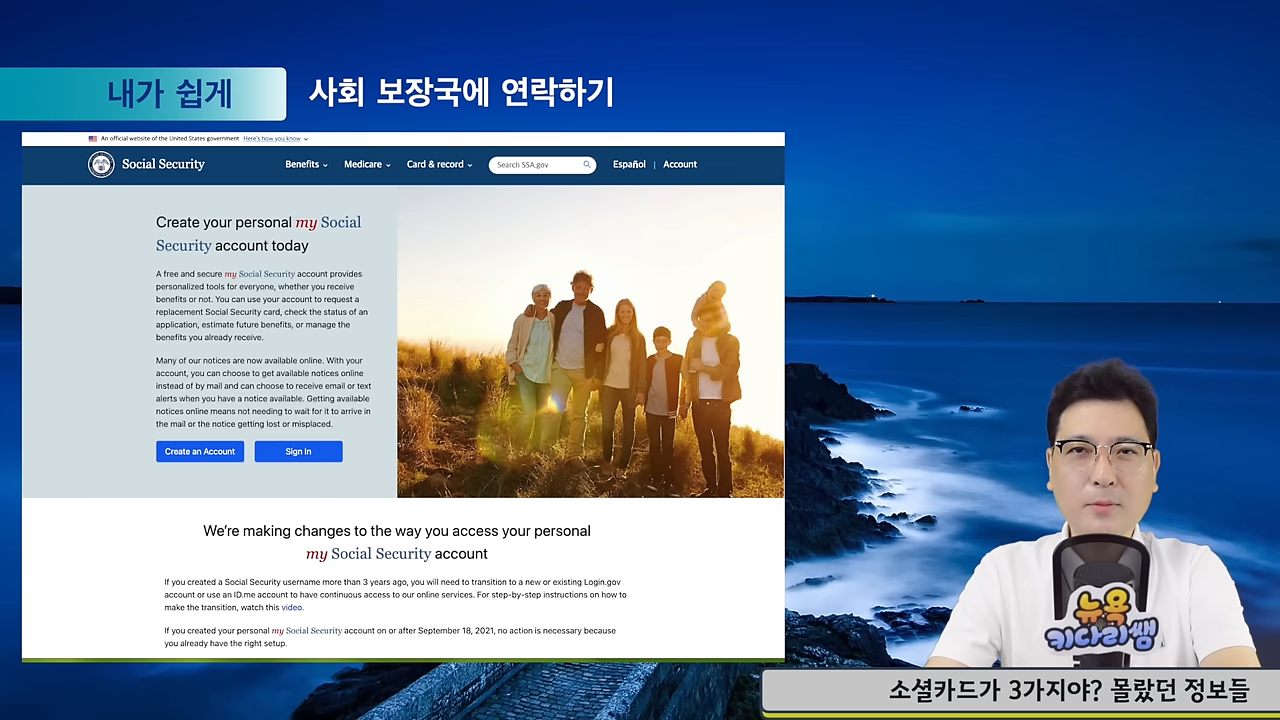 내가 쉽게
사회 보장국에 연락하기
An official website of the United States government Here's how you know
Social Security
Benefits
Medicare
Card & record
Search SSA.gov
Español | Account
Create your personal my Social
Security account today
A free and secure my Social Security account provides
personalized tools for everyone, whether you receive
benefits or not. You can use your account to request a
replacement Social Security card, check the status of an
application, estimate future benefits, or manage the
benefits you already receive.
Many of our notices are now available online. With your
account, you can choose to get available notices online
instead of by mail and can choose to receive email or text
alerts when you have a notice available. Getting available
notices online means not needing to wait for it to arrive in
the mail or the notice getting lost or misplaced.
Create an Account
Sign In
We're making changes to the way you access your personal
my Social Security account
If you created a Social Security username more than 3 years ago, you will need to transition to a new or existing Login.gov
account or use an ID.me account to have continuous access to our online services. For step-by-step instructions on how to
make the transition, watch this video.
If you created your personal my Social Security account on or after September 18, 2021, no action is necessary because
you already have the right setup.
뉴욕
키다리쌤
소셜카드가 3가지야? 몰랐던 정보들